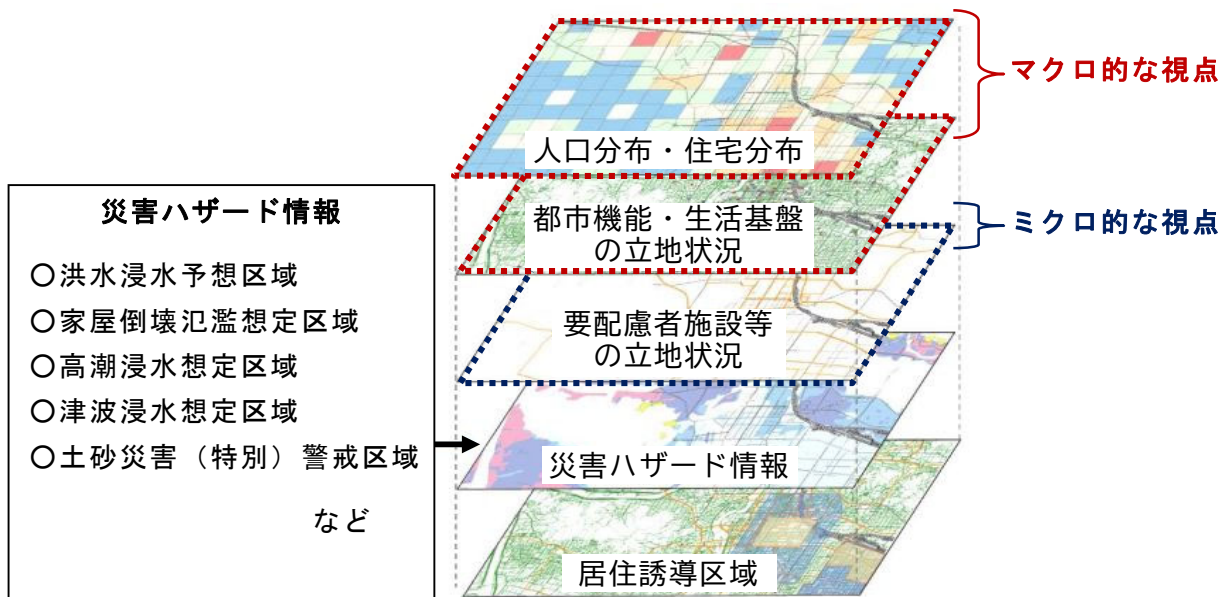 マクロ的な視点
人口分布・住宅分布
災害ハザード情報
〇洪水浸水予想区域
〇家屋倒壊氾濫想定区域
〇高潮浸水想定区域
〇津波浸水想定区域
〇土砂災害（特別）警戒区域
など
都市機能・生活基盤
の立地状況
ミクロ的な視点
要配慮者施設等
の立地状況
災害ハザード情報
居住誘導区域